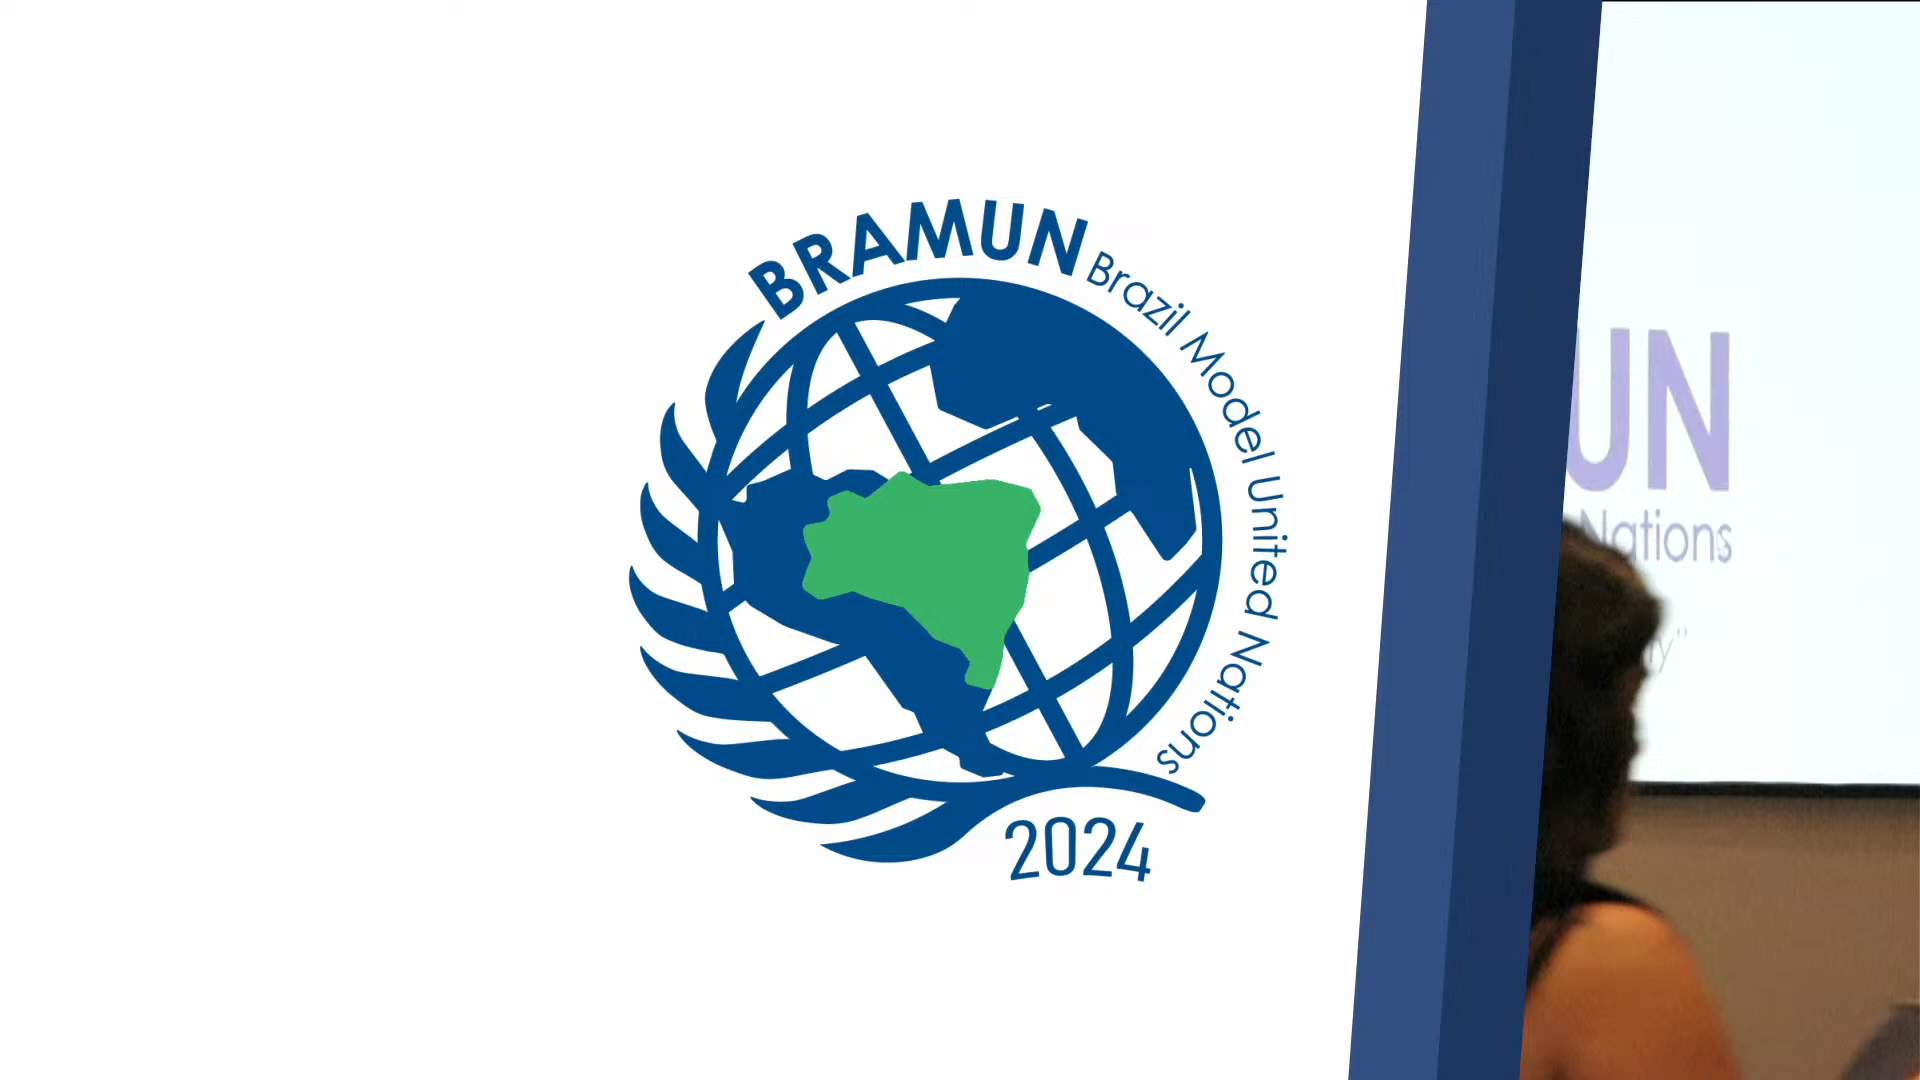 BRAMUN Brazil Model United Nations
2024
UN
Nations